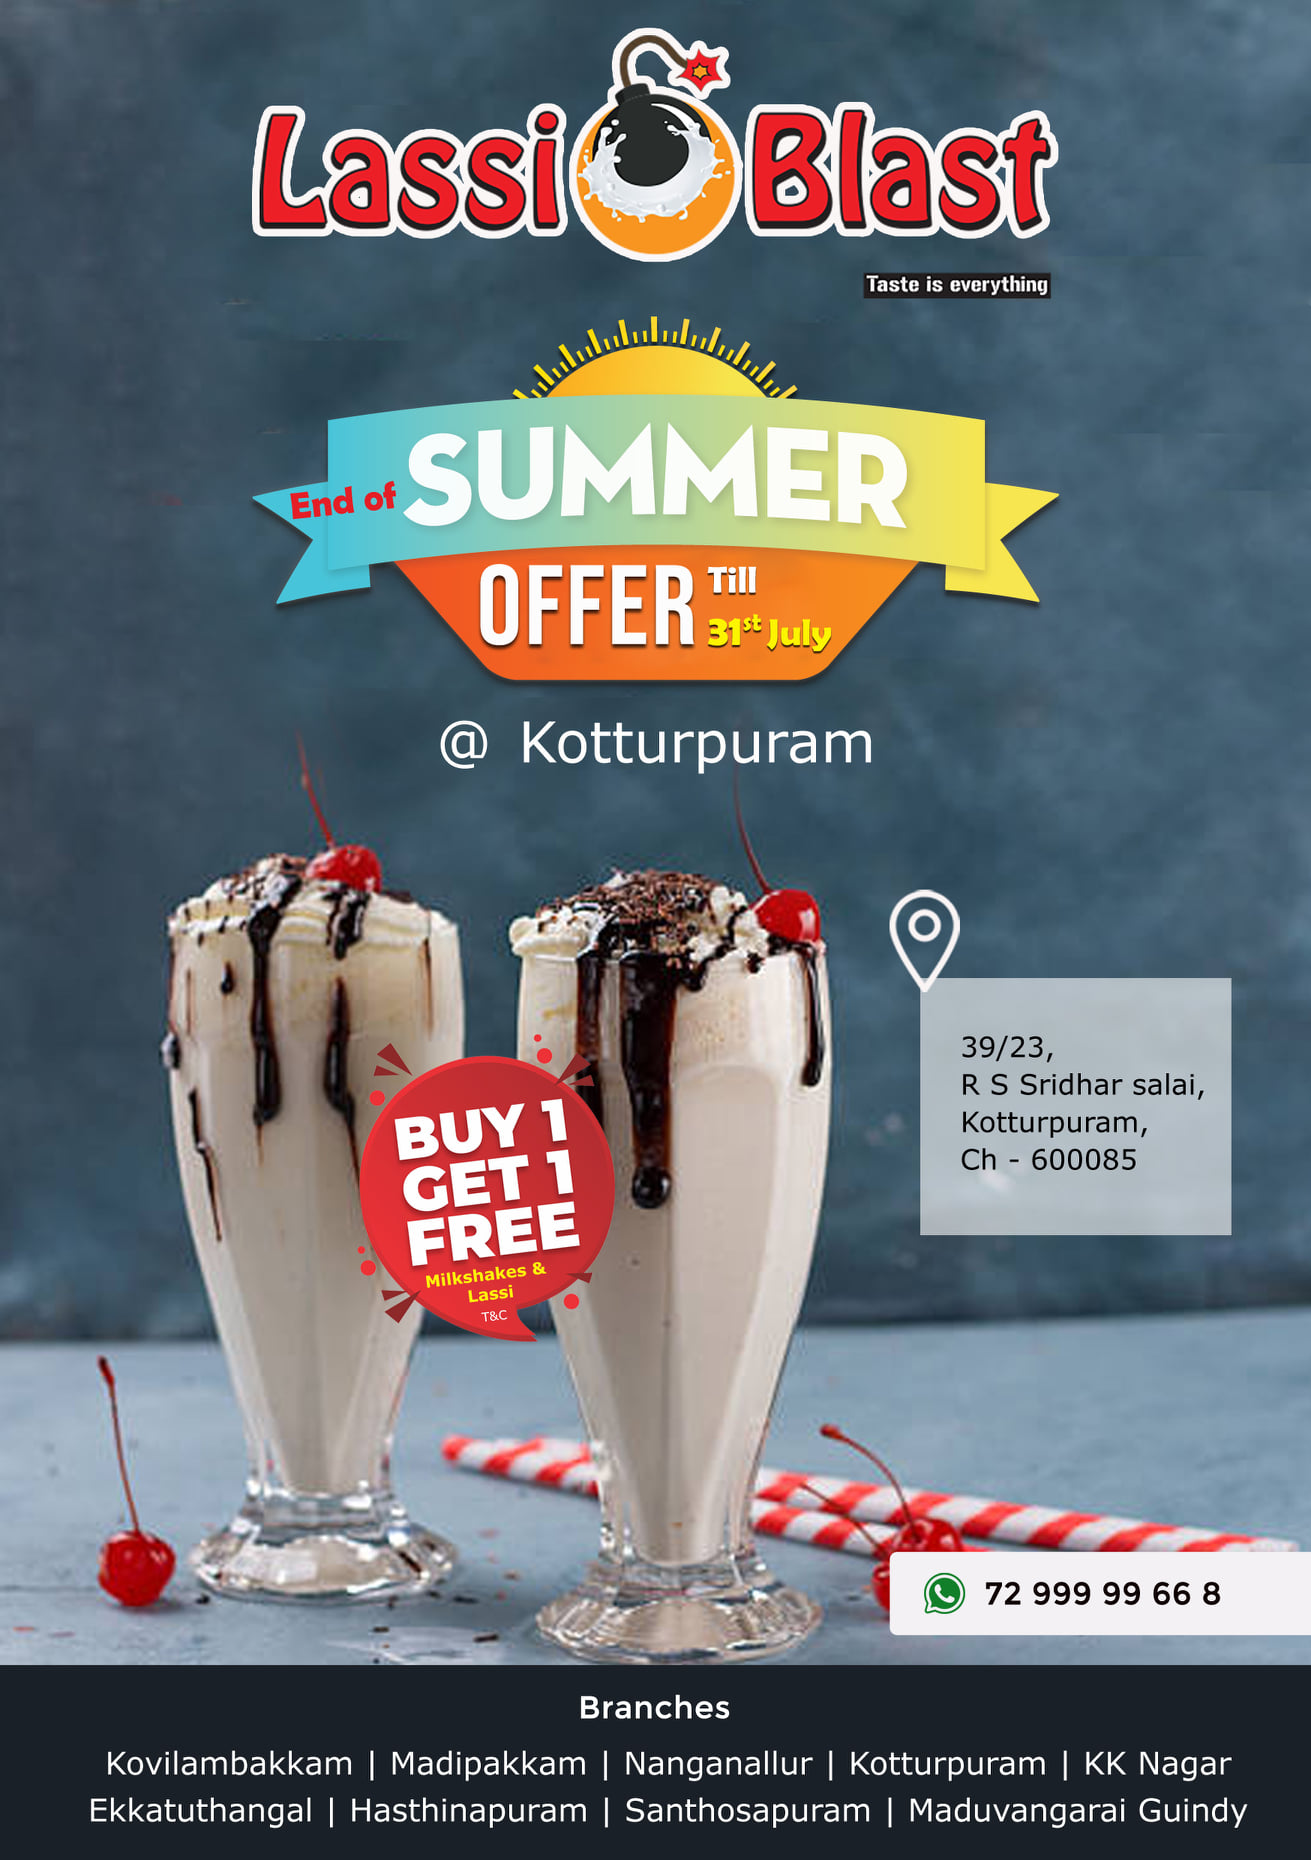 Lassi Blast
Taste is everything
End of SUMMER
OFFER Till
31st July
@ Kotturpuram
39/23,
R S Sridhar salai,
Kotturpuram,
Ch - 600085
BUY 1
GET 1
FREE
Milkshakes &
Lassi
T&C
72 999 99 66 8
Branches
Kovilambakkam | Madipakkam | Nanganallur | Kotturpuram | KK Nagar
Ekkatuthangal | Hasthinapuram | Santhosapuram | Maduvangarai Guindy